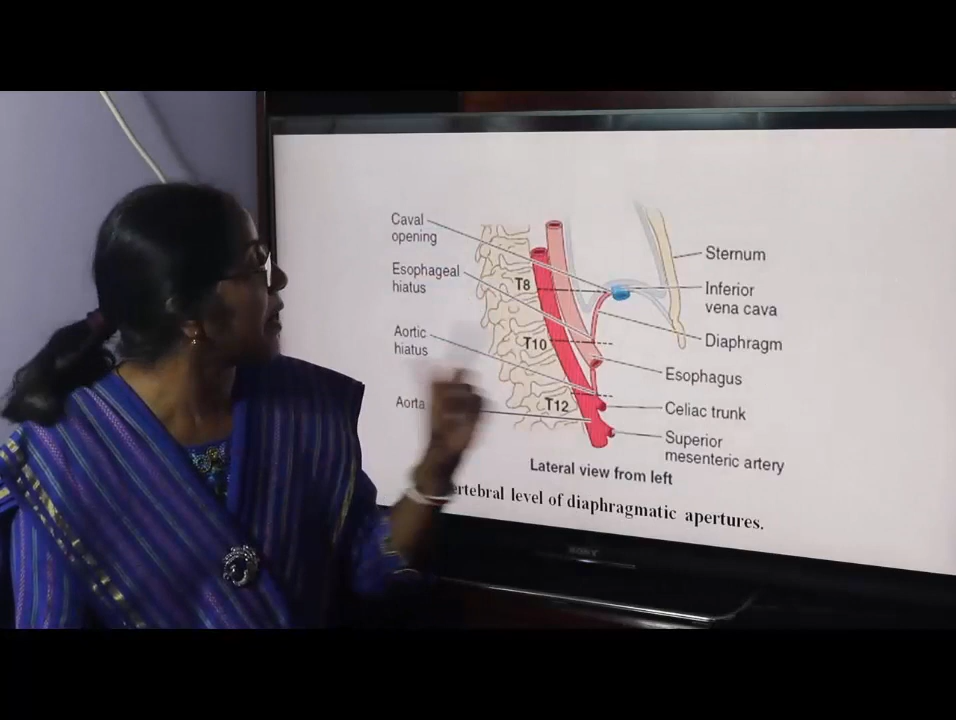 Caval
opening
Esophageal
hiatus
Aortic
hiatus
Aorta
T8
T10
T12
Sternum
Inferior
vena cava
Diaphragm
Esophagus
Celiac trunk
Superior
mesenteric artery
Lateral view from left
level of diaphragmatic apertures.
SONY